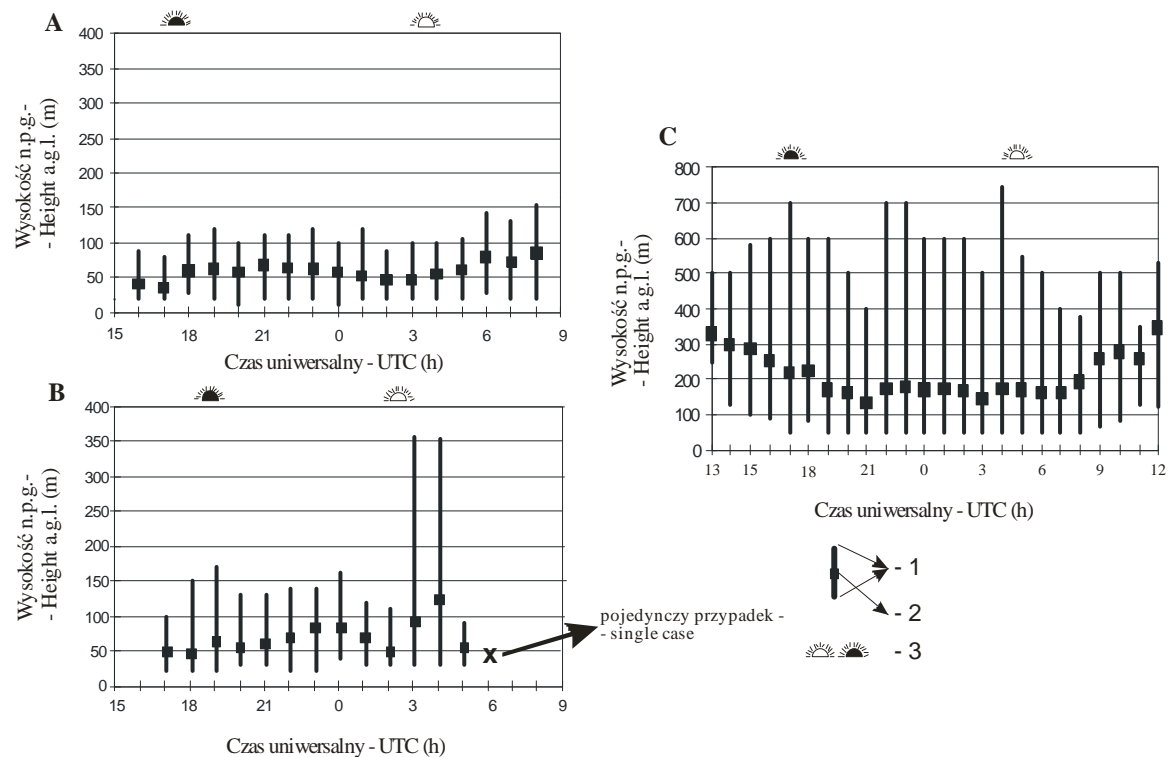 A
400
350
300
250
200
150
100
50
0
15 18 21 0 3 6 9
Wysokość n.p.g.-
- Height a.g.l. (m)
Czas uniwersalny - UTC (h)
B
400
350
300
250
200
150
100
50
0
15 18 21 0 3 6 9
Wysokość n.p.g.-
- Height a.g.l. (m)
Czas uniwersalny - UTC (h)
x
pojedynczy przypadek -
- single case
C
800
700
600
500
400
300
200
100
0
13 15 18 21 0 3 6 9 12
Wysokość n.p.g.-
- Height a.g.l. (m)
Czas uniwersalny - UTC (h)
- 1
- 2
- 3